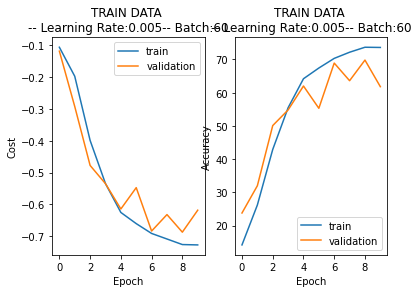 TRAIN DATA
-- Learning Rate:0.005-- Batch:60
TRAIN DATA
-- Learning Rate:0.005-- Batch:60
−0.1
−0.2
−0.3
−0.4
−0.5
−0.6
−0.7
Cost
0 2 4 6 8
Epoch
train
validation
70
60
50
40
30
20
Accuracy
0 2 4 6 8
Epoch
train
validation